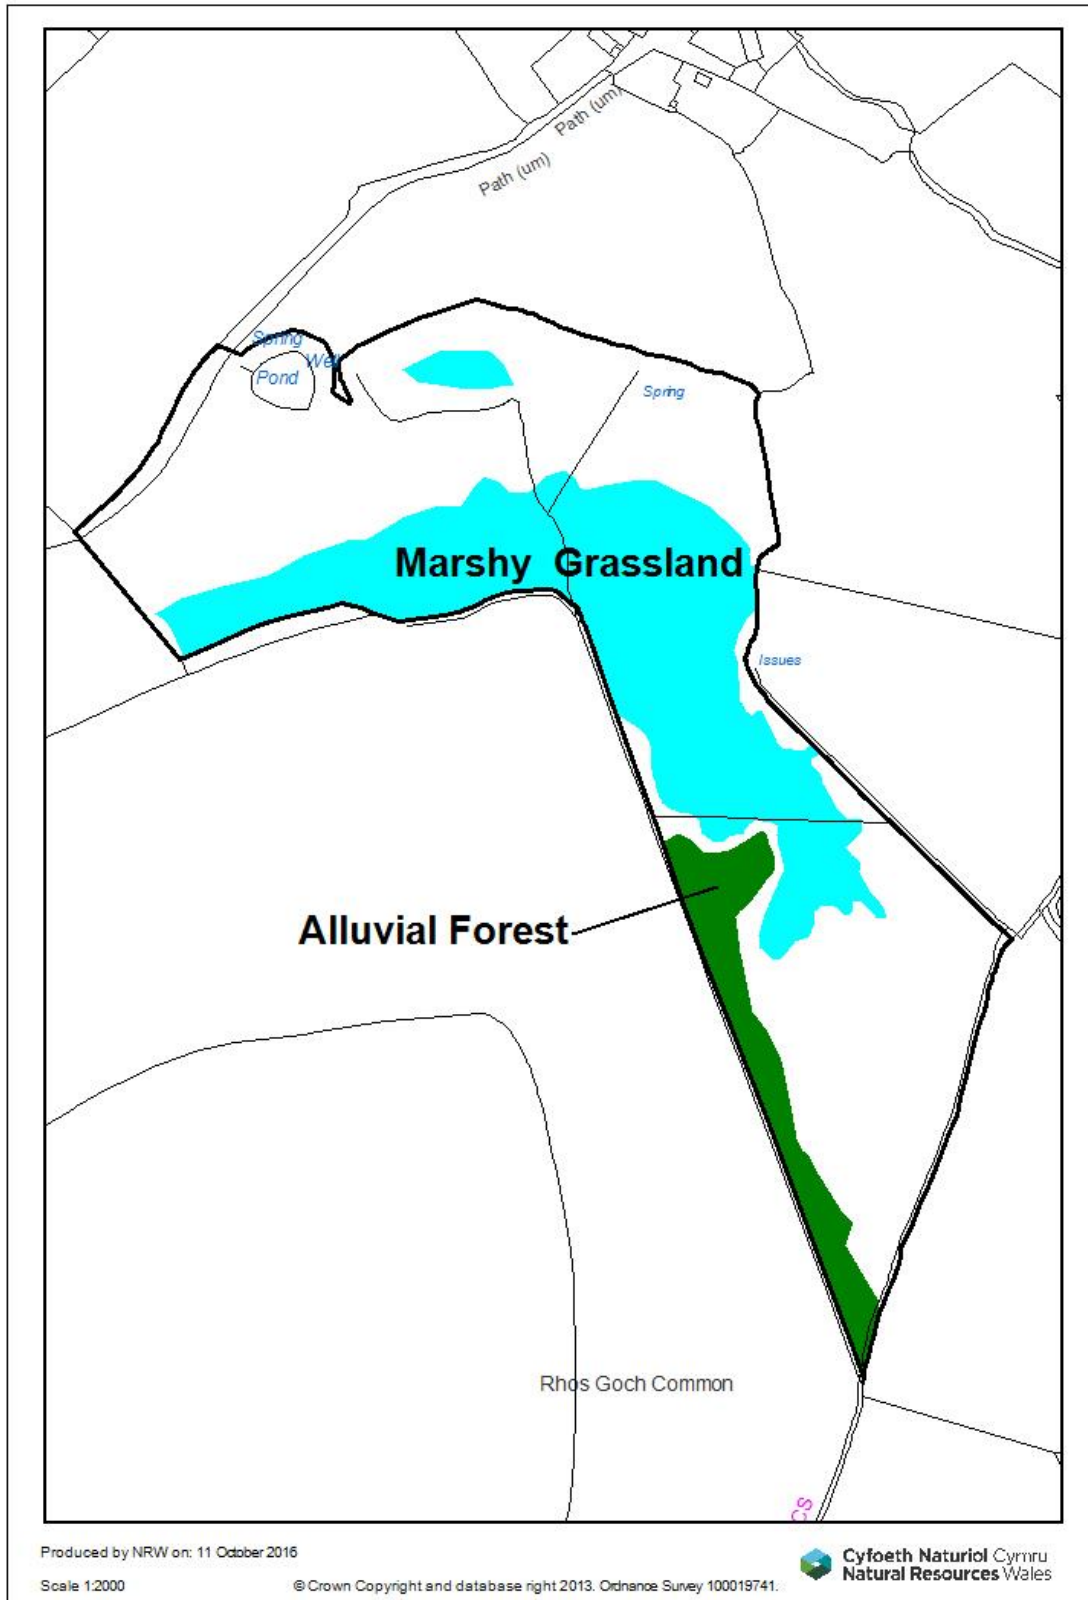 Path (um)
Path (um)
Spring
Well
Pond
Spring
Marshy Grassland
Issues
Alluvial Forest
Rhos Goch Common
CS
Produced by NRW on: 11 October 2016
Scale 1:2000
© Crown Copyright and database right 2013. Ordnance Survey 100019741.
Cyfoeth Naturiol Cymru
Natural Resources Wales